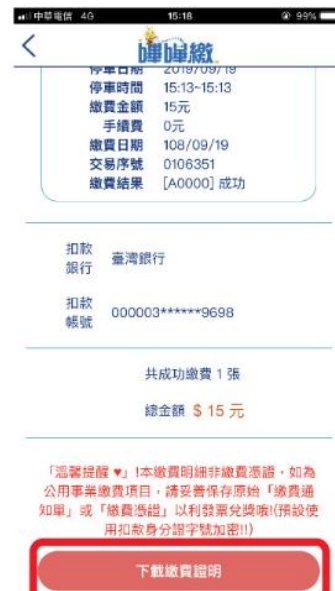 中華電信 4G 15:18 99%
嗶嗶繳
停車日期 2019/09/19
停車時間 15:13~15:13
繳費金額 15元
手續費 0元
繳費日期 108/09/19
交易序號 0106351
繳費結果 [A0000] 成功
扣款
銀行 臺灣銀行
扣款
帳號 000003******9698
共成功繳費 1 張
總金額 $ 15 元
「溫馨提醒 ♥」!本繳費明細非繳費憑證，如為
公用事業繳費項目，請妥善保存原始「繳費通
知單」或「繳費憑證」以利發票兌獎哦!(預設使
用扣款身分證字號加密!!)
下載繳費證明